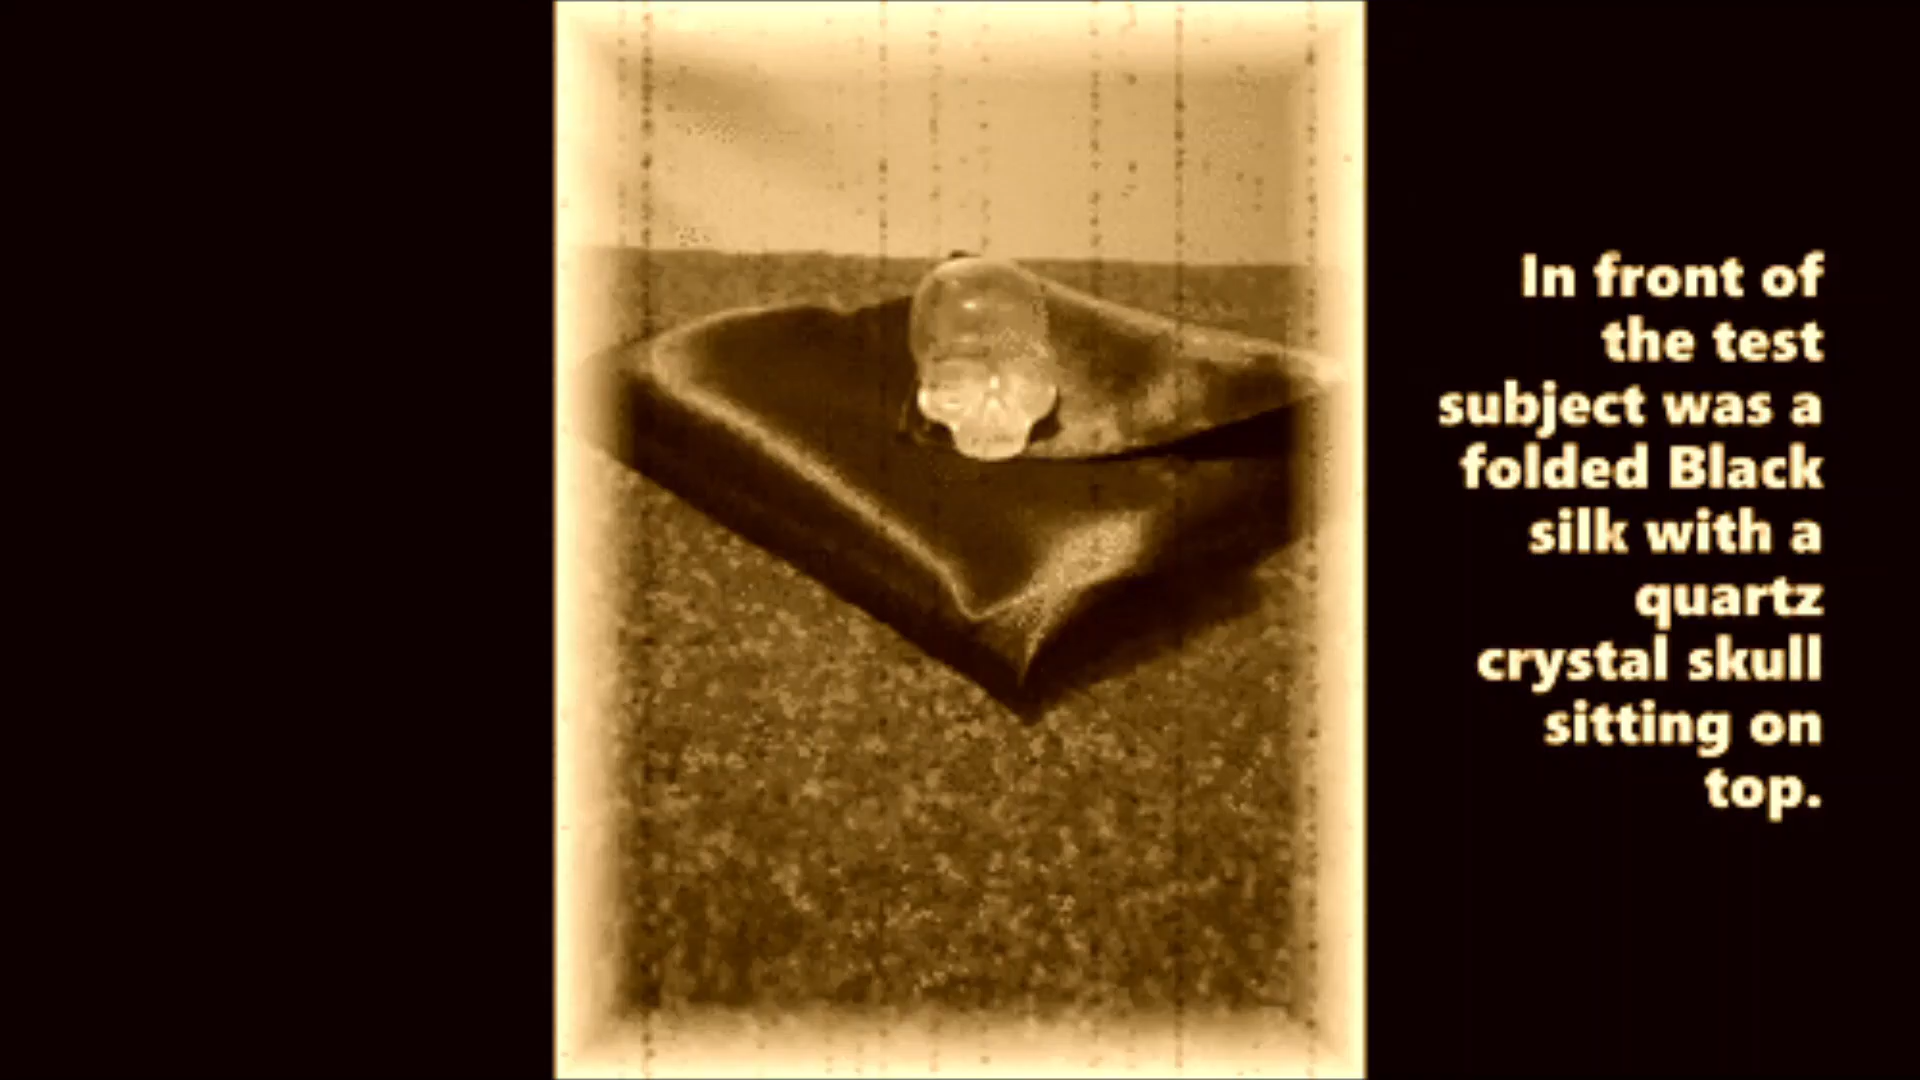 In front of
the test
subject was a
folded Black
silk with a
quartz
crystal skull
sitting on
top.